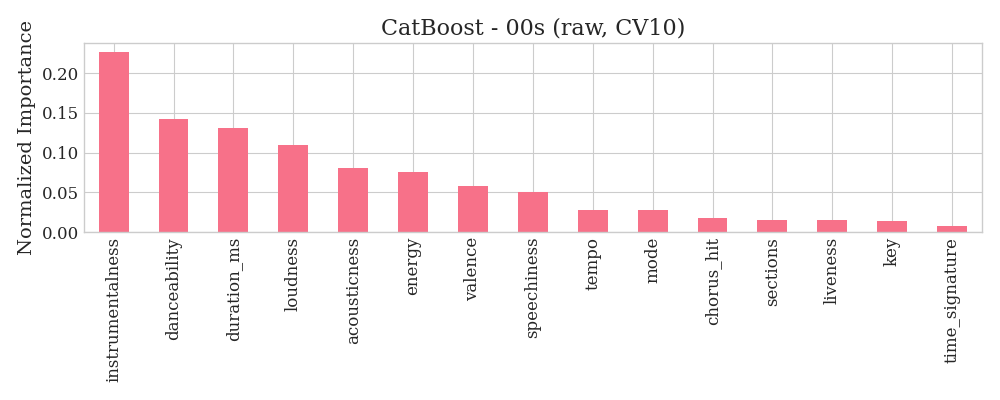 CatBoost - 00s (raw, CV10)
Normalized Importance
0.20
0.15
0.10
0.05
0.00
instrumentalness
danceability
duration_ms
loudness
acousticness
energy
valence
speechiness
tempo
mode
chorus_hit
sections
liveness
key
time_signature